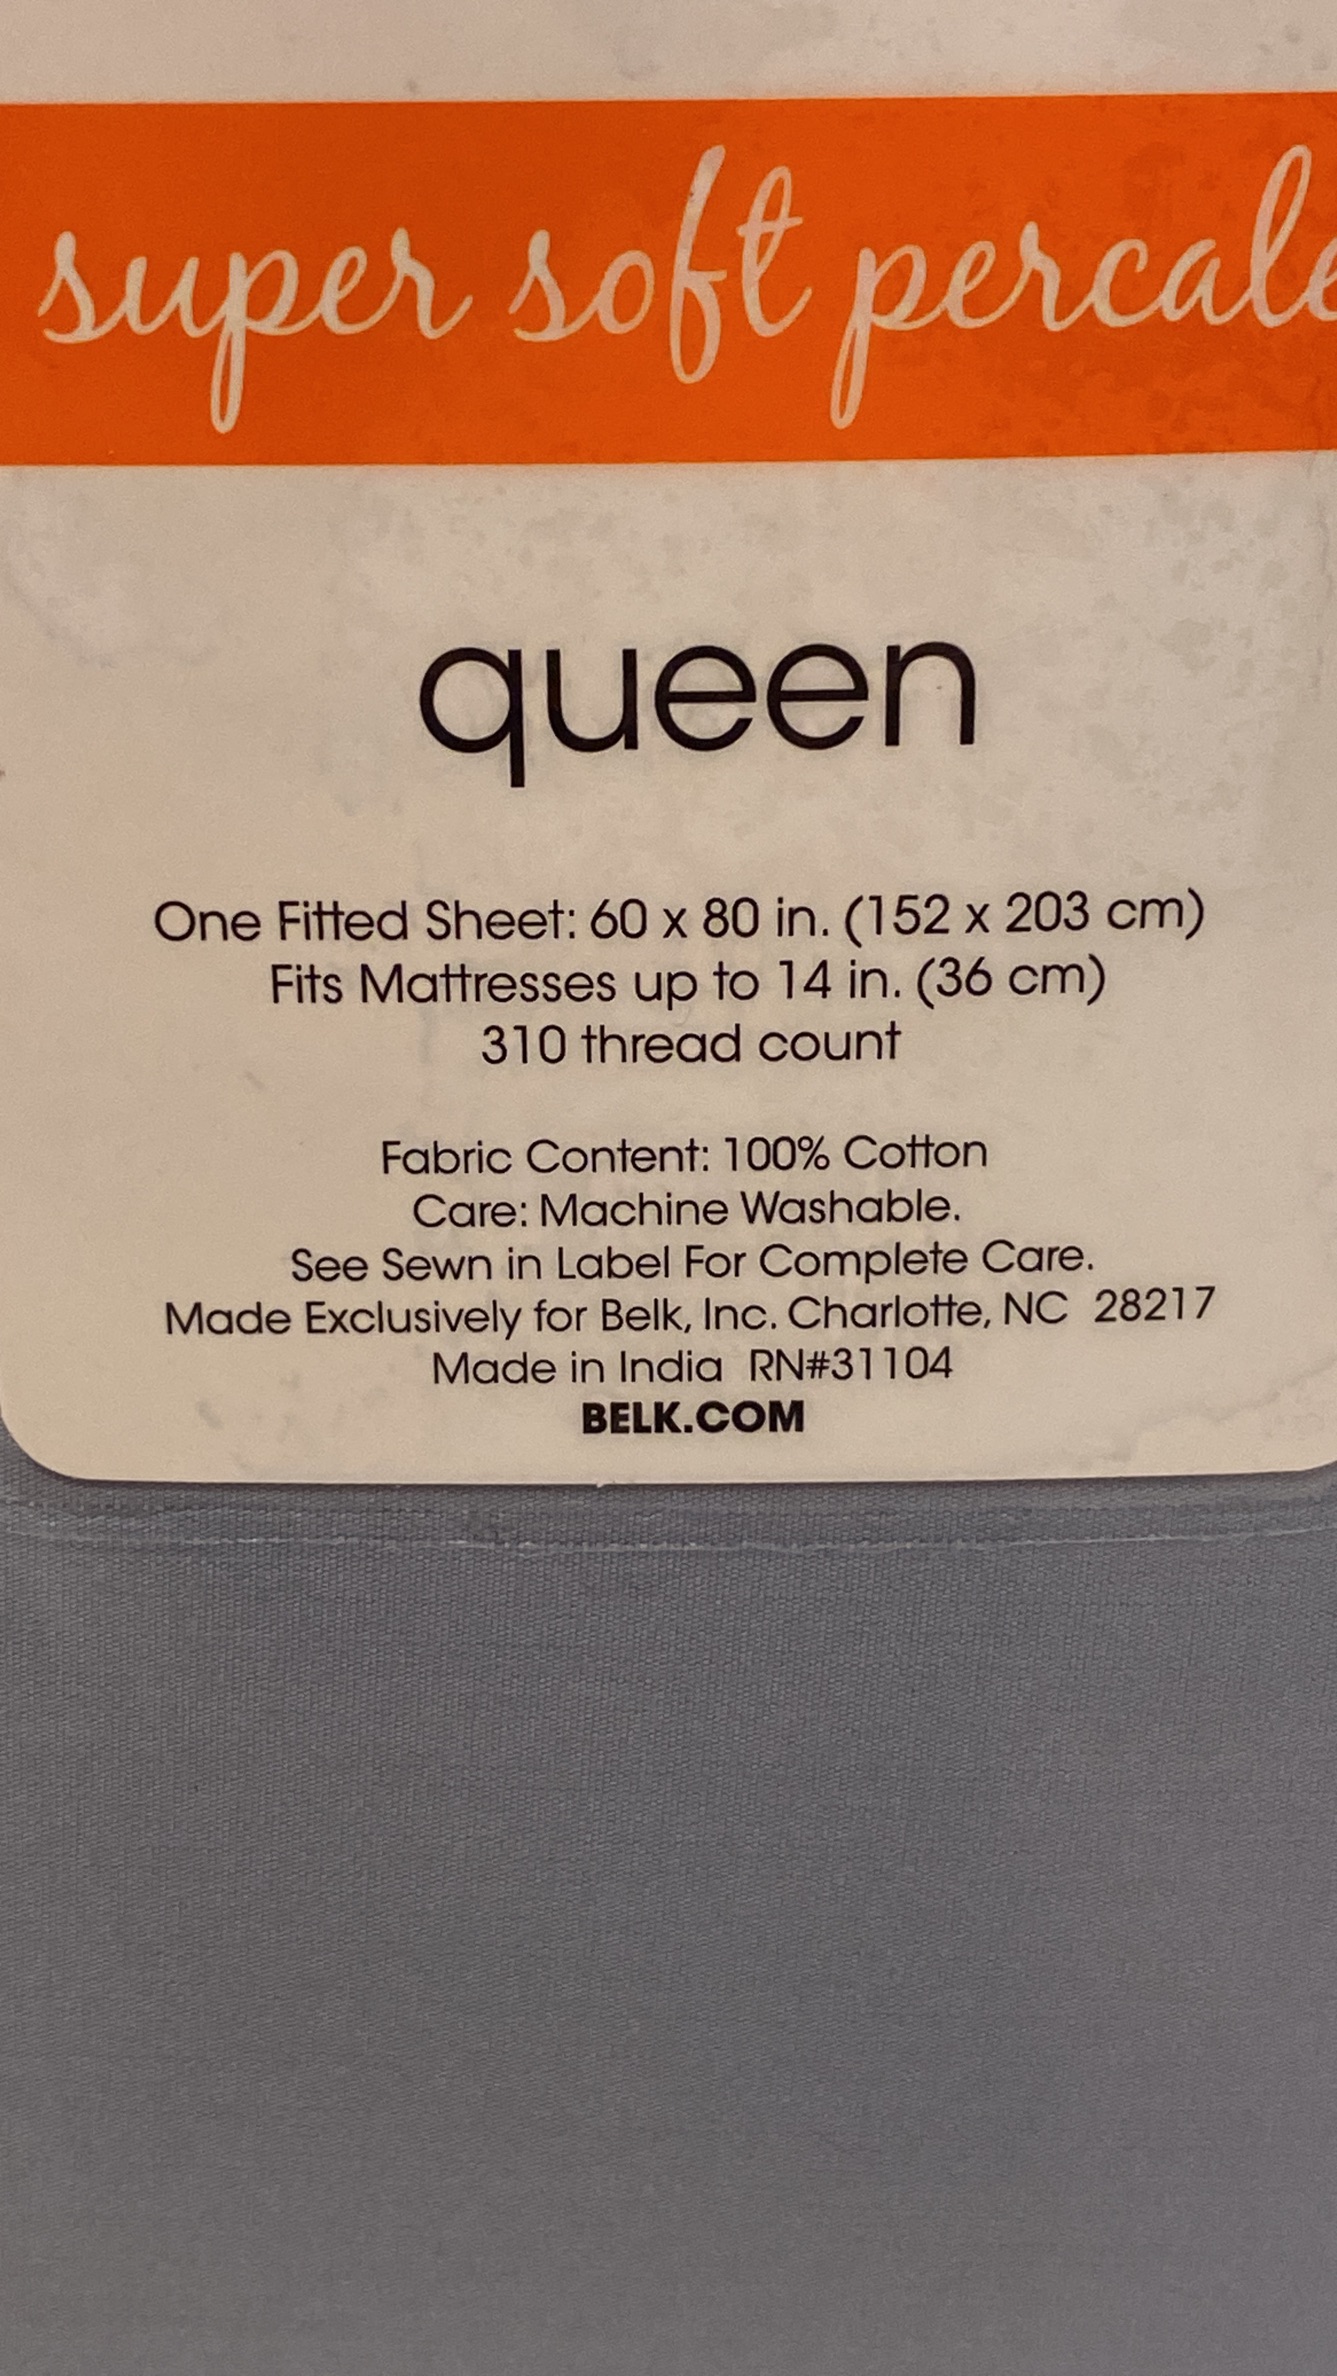 super soft percale
queen
One Fitted Sheet: 60 x 80 in. (152 x 203 cm)
Fits Mattresses up to 14 in. (36 cm)
310 thread count
Fabric Content: 100% Cotton
Care: Machine Washable.
See Sewn in Label For Complete Care.
Made Exclusively for Belk, Inc. Charlotte, NC 28217
Made in India RN#31104
BELK.COM